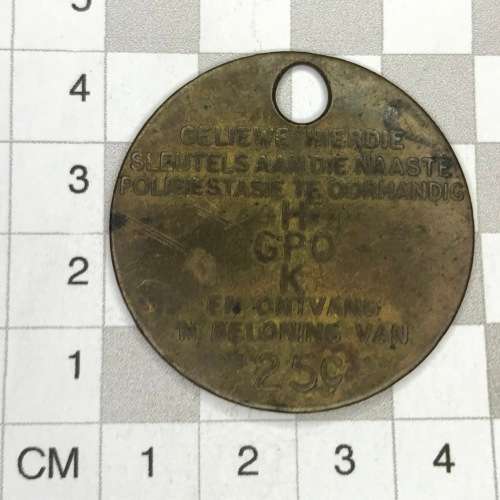 5
4
3
2
1
CM 1 2 3 4
GELIEWE HIERDIE
SLEUTELS AAN DIE NAASTE
POLISIESTASIE TE OORHANDIG
H
GPO
K
EN ONTVANG
'N BELONING VAN
25C